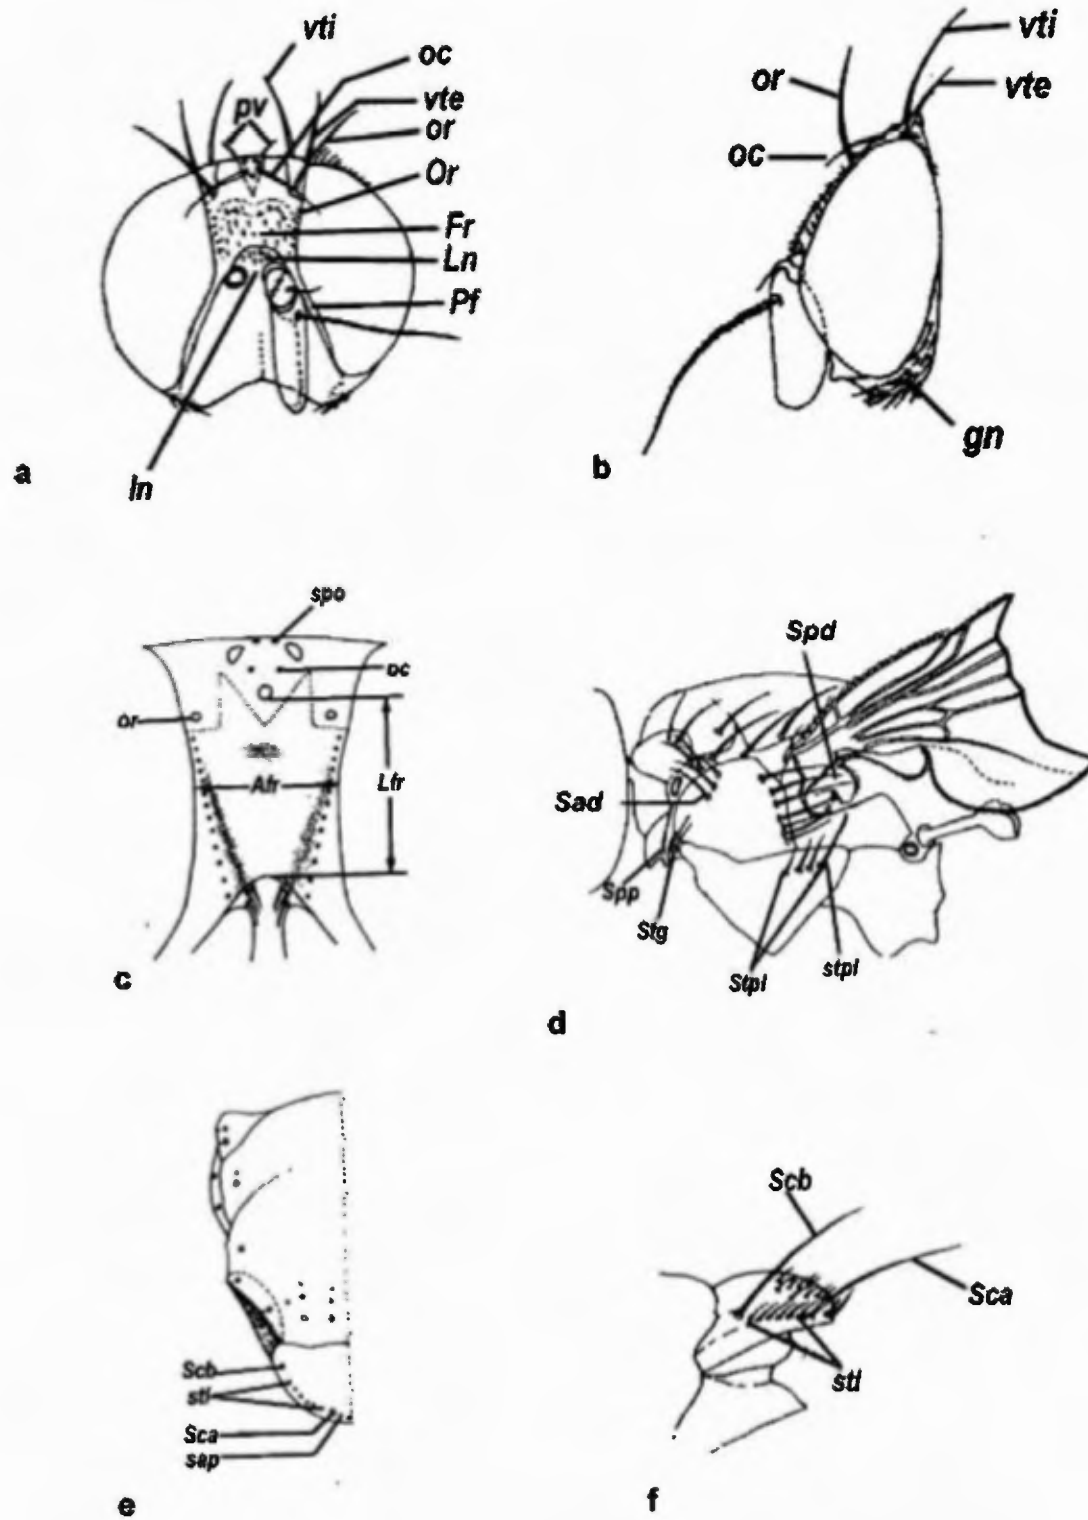 vti
oc
pv
vte
or
Or
Fr
Ln
Pf
a
ln
vti
or
vte
oc
gn
b
spo
oc
or
Afr
Lfr
c
Spd
Sad
Spp
Stg
Stpl
stpl
d
Scb
stl
Sca
sap
e
Scb
Sca
stl
f